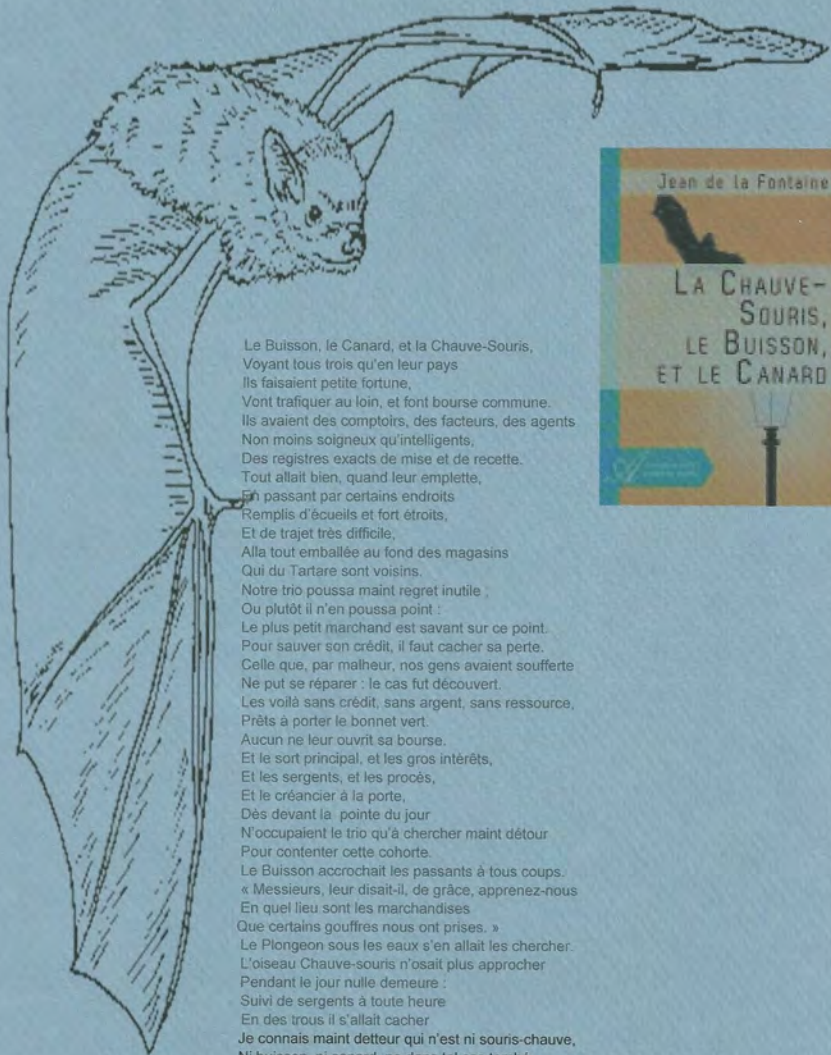 Jean de la Fontaine
LA CHAUVE-
SOURIS,
LE BUISSON,
ET LE CANARD
Le Buisson, le Canard, et la Chauve-Souris,
Voyant tous trois qu'en leur pays
Ils faisaient petite fortune,
Vont trafiquer au loin, et font bourse commune.
Ils avaient des comptoirs, des facteurs, des agents
Non moins soigneux qu'intelligents,
Des registres exacts de mise et de recette.
Tout allait bien, quand leur emplette,
En passant par certains endroits
Remplis d'écueils et fort étroits,
Et de trajet très difficile,
Alla tout emballée au fond des magasins
Qui du Tartare sont voisins.
Notre trio poussa maint regret inutile ;
Ou plutôt il n'en poussa point :
Le plus petit marchand est savant sur ce point.
Pour sauver son crédit, il faut cacher sa perte.
Celle que, par malheur, nos gens avaient soufferte
Ne put se réparer : le cas fut découvert.
Les voilà sans crédit, sans argent, sans ressource,
Prêts à porter le bonnet vert.
Aucun ne leur ouvrit sa bourse.
Et le sort principal, et les gros intérêts,
Et les sergents, et les procès,
Et le créancier à la porte,
Dès devant la pointe du jour
N'occupaient le trio qu'à chercher maint détour
Pour contenter cette cohorte.
Le Buisson accrochait les passants à tous coups.
« Messieurs, leur disait-il, de grâce, apprenez-nous
En quel lieu sont les marchandises
Que certains gouffres nous ont prises. »
Le Plongeon sous les eaux s'en allait les chercher.
L'oiseau Chauve-souris n'osait plus approcher
Pendant le jour nulle demeure :
Suivi de sergents à toute heure
En des trous il s'allait cacher
Je connais maint detteur qui n'est ni souris-chauve,